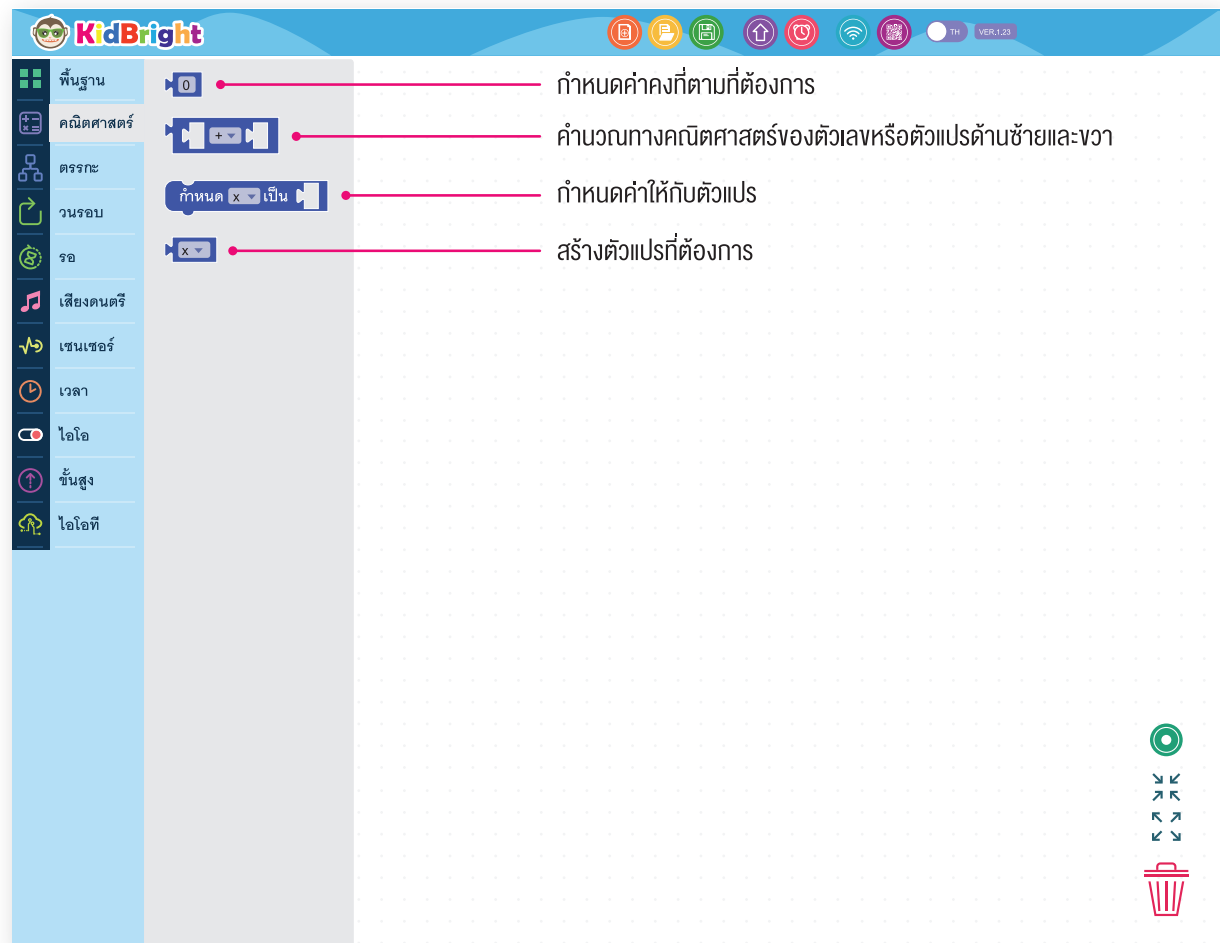 KidBright
TH
VER.1.23
พื้นฐาน
คณิตศาสตร์
ตรรกะ
วนรอบ
รอ
เสียงดนตรี
เซนเซอร์
เวลา
ไอโอ
ขั้นสูง
ไอโอที
0 กำหนดค่าคงที่ตามที่ต้องการ
+ คำนวณทางคณิตศาสตร์ของตัวเลขหรือตัวแปรด้านซ้ายและขวา
กำหนด x เป็น กำหนดค่าให้กับตัวแปร
x สร้างตัวแปรที่ต้องการ